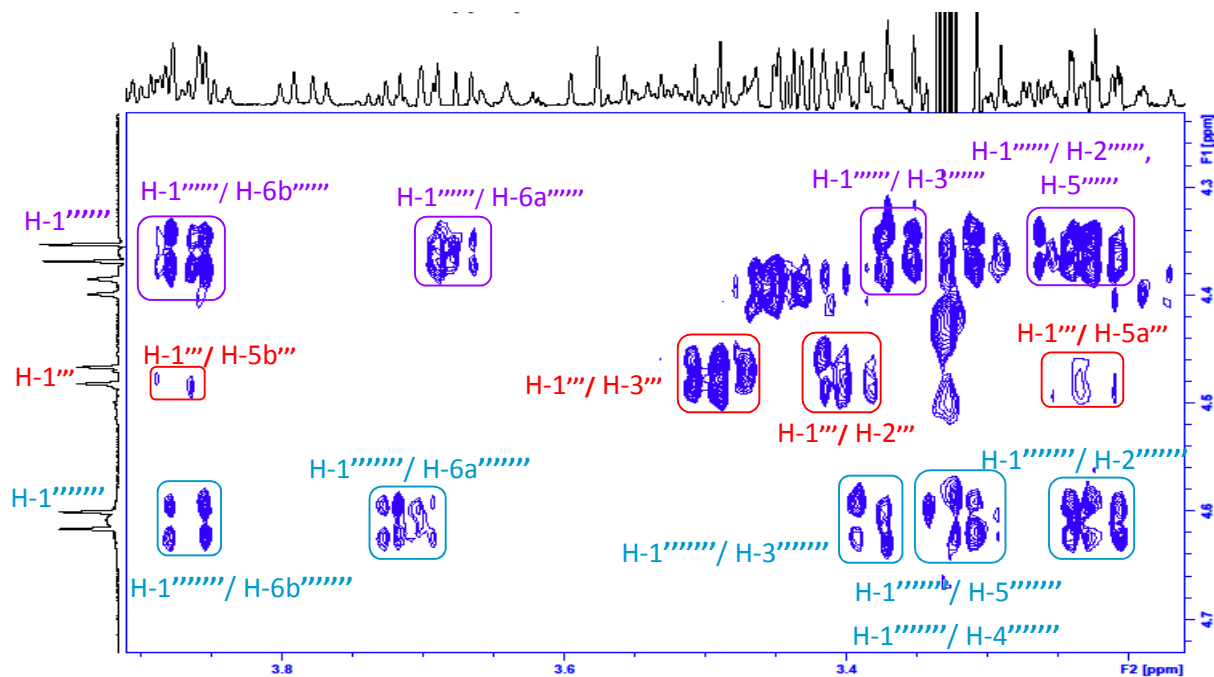 H-1’’’’’’/ H-2’’’’’’,
H-5’’’’’’
H-1’’’’’’/ H-6b’’’’’’
H-1’’’’’’/ H-6a’’’’’’
H-1’’’’’’/ H-3’’’’’’
H-1’’’’’’
4.3
F1 [ppm]
4.4
H-1’’’/ H-5b’’’
H-1’’’/ H-5a’’’
H-1’’’
H-1’’’/ H-3’’’
4.5
H-1’’’/ H-2’’’
H-1’’’’’’’/ H-6a’’’’’’’
H-1’’’’’’’/ H-2’’’’’’’
H-1’’’’’’’
4.6
H-1’’’’’’’/ H-3’’’’’’’
H-1’’’’’’’/ H-6b’’’’’’’
H-1’’’’’’’/ H-5’’’’’’’
4.7
H-1’’’’’’’/ H-4’’’’’’’
3.8
3.6
3.4
F2 [ppm]